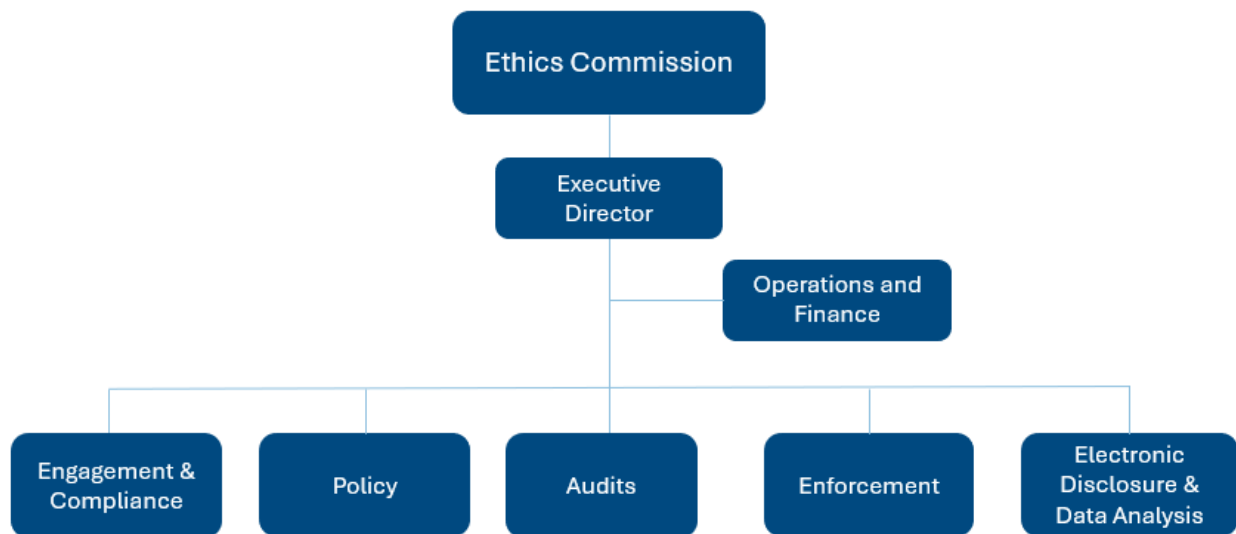 Ethics Commission
Executive
Director
Operations and
Finance
Engagement &
Compliance
Policy
Audits
Enforcement
Electronic
Disclosure &
Data Analysis